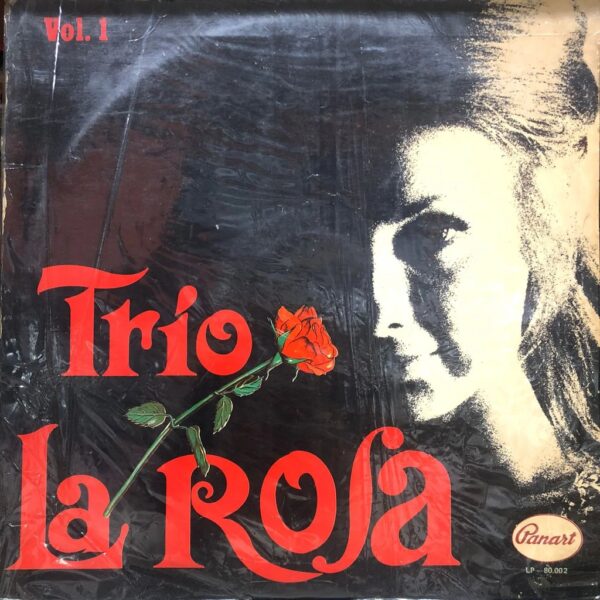 Vol. 1
Trío
La Rosa
Panart
LP - 80.002